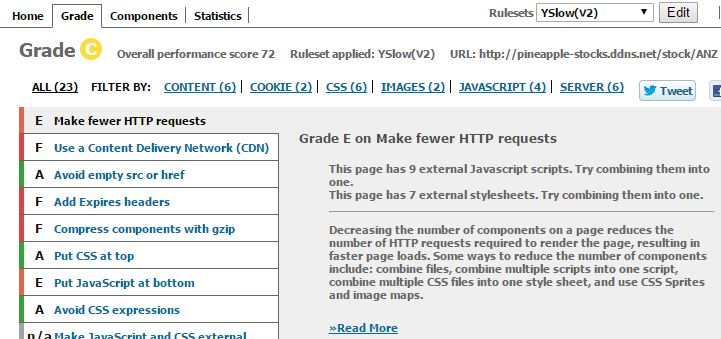 Home Grade Components Statistics Rulesets YSlow(V2) Edit
Grade C Overall performance score 72 Ruleset applied: YSlow(V2) URL: http://pineapple-stocks.ddns.net/stock/ANZ
ALL (23) FILTER BY: CONTENT (6) | COOKIE (2) | CSS (6) | IMAGES (2) | JAVASCRIPT (4) | SERVER (6) Tweet
E Make fewer HTTP requests
F Use a Content Delivery Network (CDN)
A Avoid empty src or href
F Add Expires headers
F Compress components with gzip
A Put CSS at top
E Put JavaScript at bottom
A Avoid CSS expressions
n/a Make JavaScript and CSS external
Grade E on Make fewer HTTP requests
This page has 9 external Javascript scripts. Try combining them into
one.
This page has 7 external stylesheets. Try combining them into one.
Decreasing the number of components on a page reduces the
number of HTTP requests required to render the page, resulting in
faster page loads. Some ways to reduce the number of components
include: combine files, combine multiple scripts into one script,
combine multiple CSS files into one style sheet, and use CSS Sprites
and image maps.
»Read More